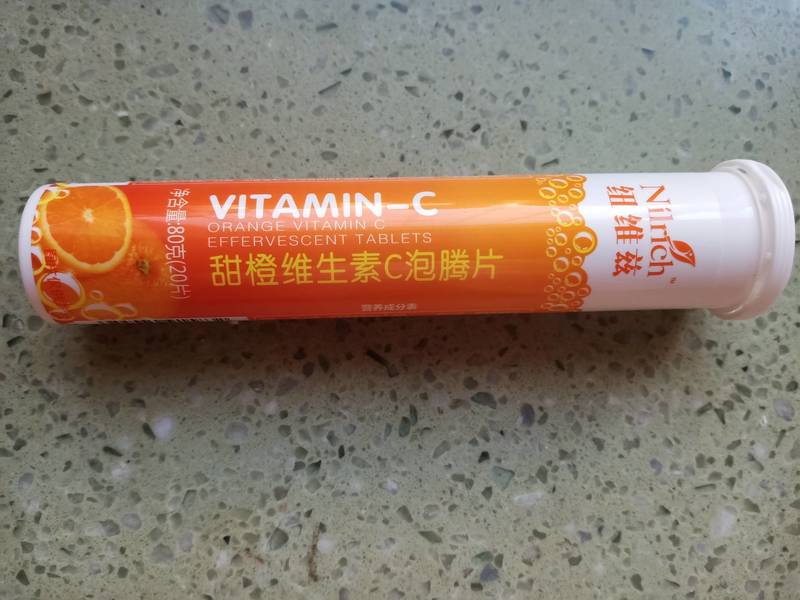 Nilrich
纽维兹
VITAMIN-C
ORANGE VITAMIN C
EFFERVESCENT TABLETS
甜橙维生素C泡腾片
净含量:80克(20片)
营养成分表